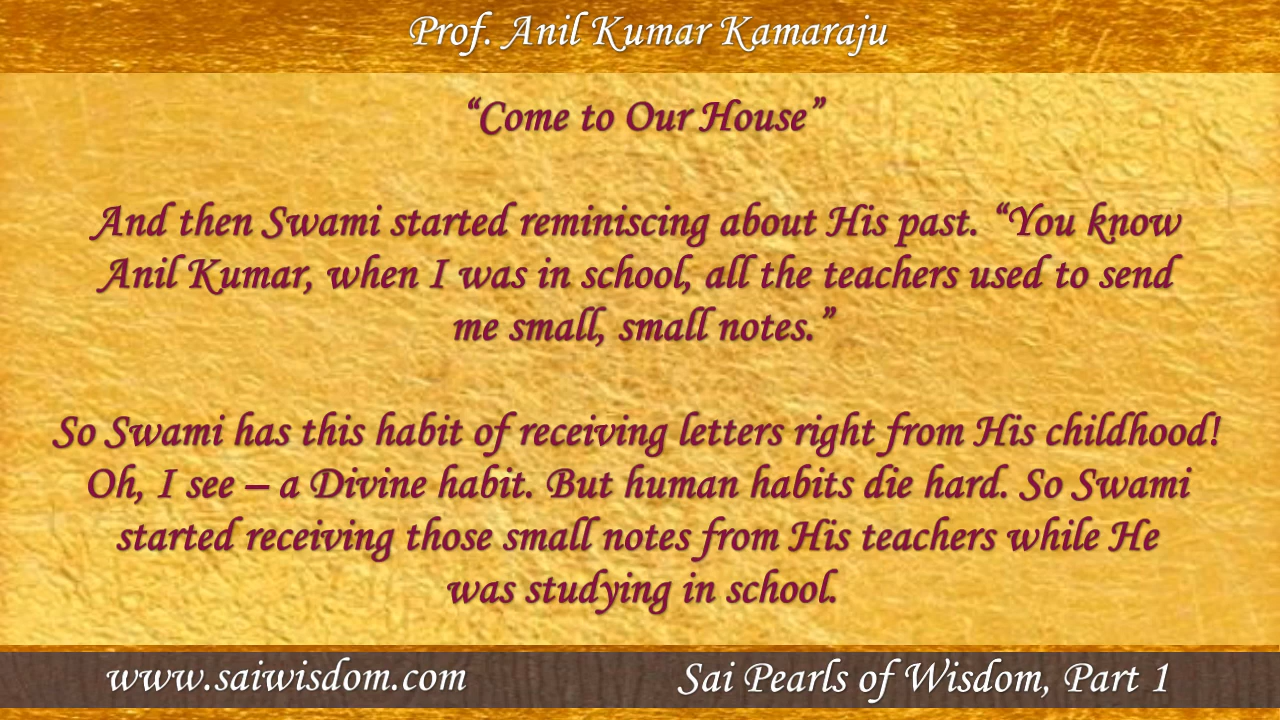 Prof. Anil Kumar Kamaraju
“Come to Our House”
And then Swami started reminiscing about His past. “You know
Anil Kumar, when I was in school, all the teachers used to send
me small, small notes.”
So Swami has this habit of receiving letters right from His childhood!
Oh, I see – a Divine habit. But human habits die hard. So Swami
started receiving those small notes from His teachers while He
was studying in school.
www.saiwisdom.com
Sai Pearls of Wisdom, Part 1